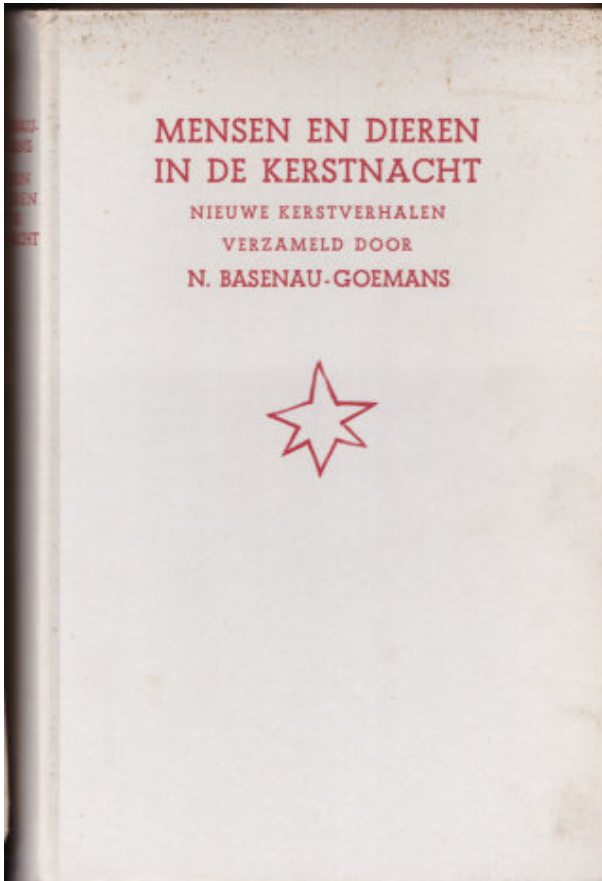 MENSEN EN DIEREN
IN DE KERSTNACHT
NIEUWE KERSTVERHALEN
VERZAMELD DOOR
N. BASENAU-GOEMANS